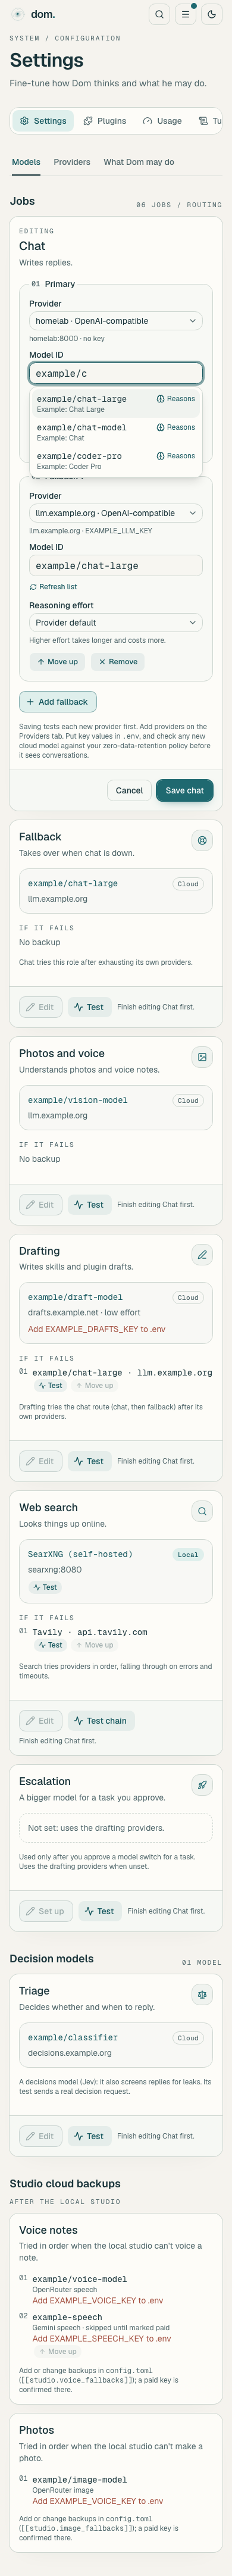 dom.
SYSTEM / CONFIGURATION
Settings.
Fine-tune how Dom thinks and what he may do.
Settings Plugins Usage Tu
Models Providers What Dom may do
Jobs 06 JOBS / ROUTING
EDITING
Chat
Writes replies.
01 Primary
Provider
homelab · OpenAI-compatible
homelab:8000 · no key
Model ID
example/c
example/chat-large Reasons
Example: Chat Large
example/chat-model Reasons
Example: Chat
example/coder-pro Reasons
Example: Coder Pro
Provider
llm.example.org · OpenAI-compatible
llm.example.org · EXAMPLE_LLM_KEY
Model ID
example/chat-large
Refresh list
Reasoning effort
Provider default
Higher effort takes longer and costs more.
Move up Remove
Add fallback
Saving tests each new provider first. Add providers on the
Providers tab. Put key values in .env, and check any new
cloud model against your zero-data-retention policy before
it sees conversations.
Cancel Save chat
Fallback
Takes over when chat is down.
example/chat-large Cloud
llm.example.org
IF IT FAILS
No backup
Chat tries this role after exhausting its own providers.
Edit Test Finish editing Chat first.
Photos and voice
Understands photos and voice notes.
example/vision-model Cloud
llm.example.org
IF IT FAILS
No backup
Edit Test Finish editing Chat first.
Drafting
Writes skills and plugin drafts.
example/draft-model Cloud
drafts.example.net · low effort
Add EXAMPLE_DRAFTS_KEY to .env
IF IT FAILS
01 example/chat-large · llm.example.org
Test Move up
Drafting tries the chat route (chat, then fallback) after its
own providers.
Edit Test Finish editing Chat first.
Web search
Looks things up online.
SearXNG (self-hosted) Local
searxng:8080
Test
IF IT FAILS
01 Tavily · api.tavily.com
Test Move up
Search tries providers in order, falling through on errors and
timeouts.
Edit Test chain
Finish editing Chat first.
Escalation
A bigger model for a task you approve.
Not set: uses the drafting providers.
Used only after you approve a model switch for a task.
Uses the drafting providers when unset.
Set up Test Finish editing Chat first.
Decision models 01 MODEL
Triage
Decides whether and when to reply.
example/classifier Cloud
decisions.example.org
A decisions model (Jev): it also screens replies for leaks. Its
test sends a real decision request.
Edit Test Finish editing Chat first.
Studio cloud backups
AFTER THE LOCAL STUDIO
Voice notes
Tried in order when the local studio can't voice a
note.
01 example/voice-model
OpenRouter speech
Add EXAMPLE_VOICE_KEY to .env
02 example-speech
Gemini speech · skipped until marked paid
Add EXAMPLE_SPEECH_KEY to .env
Move up
Add or change backups in config.toml
([[studio.voice_fallbacks]]); a paid key is
confirmed there.
Photos
Tried in order when the local studio can't make a
photo.
01 example/image-model
OpenRouter image
Add EXAMPLE_VOICE_KEY to .env
Add or change backups in config.toml
([[studio.image_fallbacks]]); a paid key is
confirmed there.